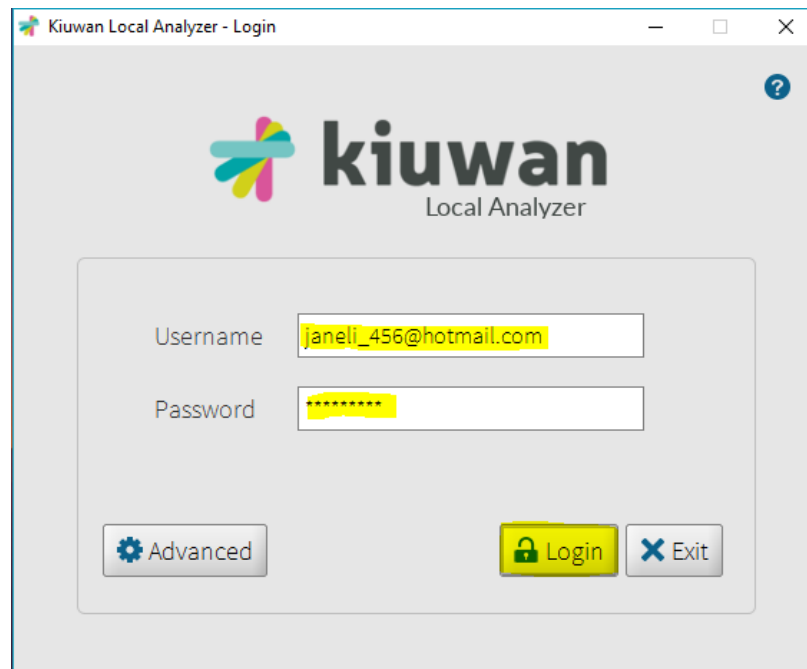 Kiuwan Local Analyzer - Login
?
kiuwan
Local Analyzer
Username janeli_456@hotmail.com
Password *********
Advanced Login Exit